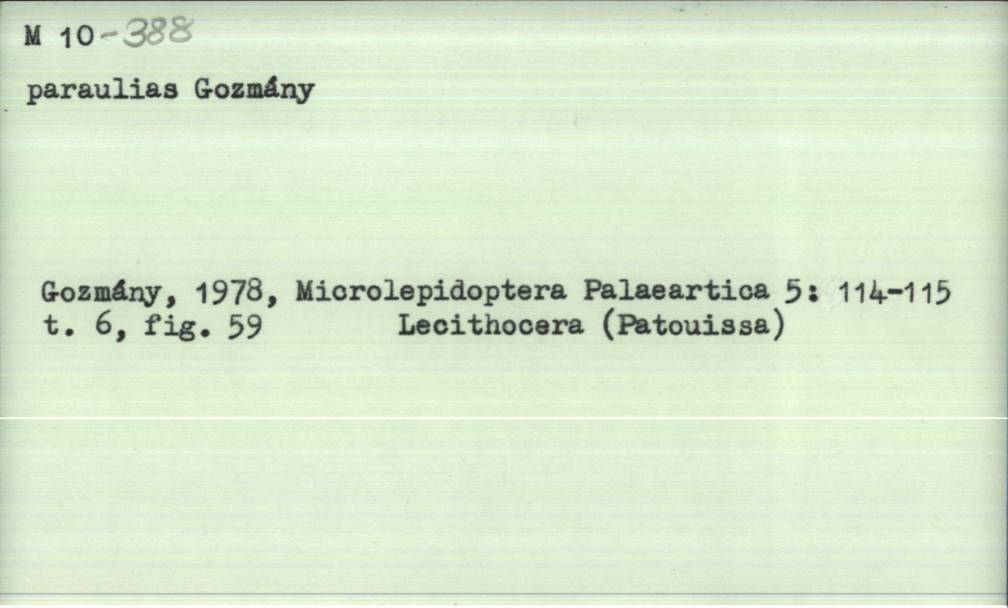 M 10-388
paraulias Gozmány
Gozmány, 1978, Microlepidoptera Palaeartica 5: 114-115
t. 6, fig. 59 Lecithocera (Patouissa)